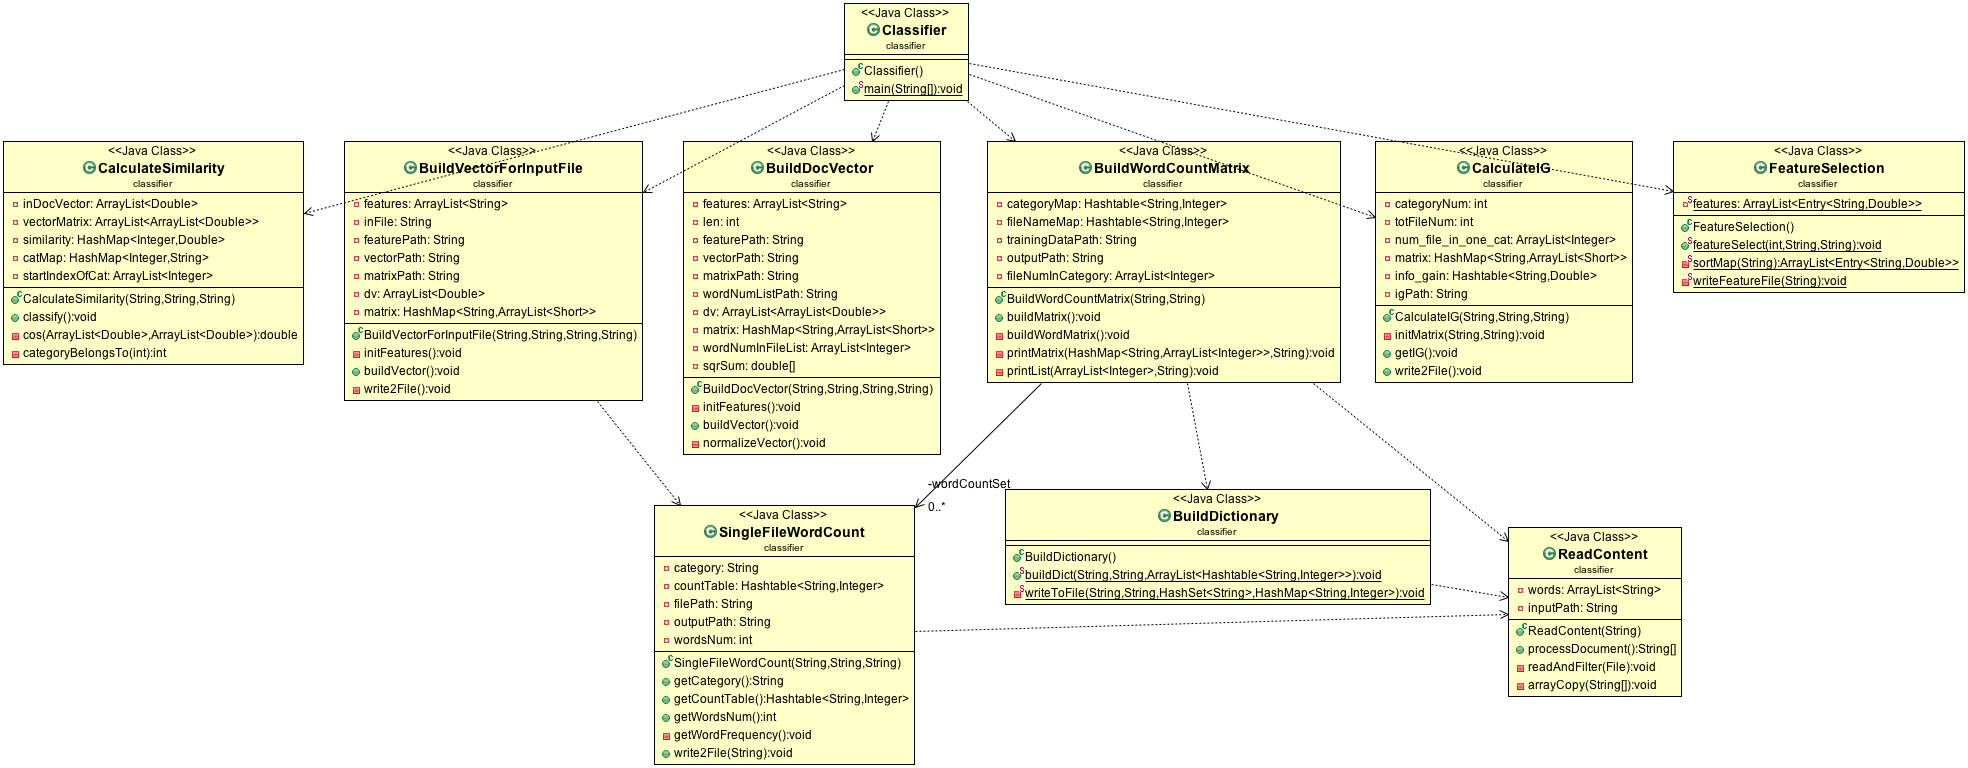 <<Java Class>>
Classifier
classifier
Classifier()
main(String[]):void
<<Java Class>>
CalculateSimilarity
classifier
inDocVector: ArrayList<Double>
vectorMatrix: ArrayList<ArrayList<Double>>
similarity: HashMap<Integer,Double>
catMap: HashMap<Integer,String>
startIndexOfCat: ArrayList<Integer>
CalculateSimilarity(String,String,String)
classify():void
cos(ArrayList<Double>,ArrayList<Double>):double
categoryBelongsTo(int):int
<<Java Class>>
BuildVectorForInputFile
classifier
features: ArrayList<String>
inFile: String
featurePath: String
vectorPath: String
matrixPath: String
dv: ArrayList<Double>
matrix: HashMap<String,ArrayList<Short>>
BuildVectorForInputFile(String,String,String,String)
initFeatures():void
buildVector():void
write2File():void
<<Java Class>>
BuildDocVector
classifier
features: ArrayList<String>
len: int
featurePath: String
vectorPath: String
matrixPath: String
wordNumListPath: String
dv: ArrayList<ArrayList<Double>>
matrix: HashMap<String,ArrayList<Short>>
wordNumInFileList: ArrayList<Integer>
sqrSum: double[]
BuildDocVector(String,String,String,String)
initFeatures():void
buildVector():void
normalizeVector():void
<<Java Class>>
BuildWordCountMatrix
classifier
categoryMap: Hashtable<String,Integer>
fileNameMap: Hashtable<String,Integer>
trainingDataPath: String
outputPath: String
fileNumInCategory: ArrayList<Integer>
BuildWordCountMatrix(String,String)
buildMatrix():void
buildWordMatrix():void
printMatrix(HashMap<String,ArrayList<Integer>>,String):void
printList(ArrayList<Integer>,String):void
<<Java Class>>
CalculateIG
classifier
categoryNum: int
totFileNum: int
num_file_in_one_cat: ArrayList<Integer>
matrix: HashMap<String,ArrayList<Short>>
info_gain: Hashtable<String,Double>
igPath: String
CalculateIG(String,String,String)
initMatrix(String,String):void
getIG():void
write2File():void
<<Java Class>>
FeatureSelection
classifier
features: ArrayList<Entry<String,Double>>
FeatureSelection()
featureSelect(int,String,String):void
sortMap(String):ArrayList<Entry<String,Double>>
writeFeatureFile(String):void
-wordCountSet
0..*
<<Java Class>>
SingleFileWordCount
classifier
category: String
countTable: Hashtable<String,Integer>
filePath: String
outputPath: String
wordsNum: int
SingleFileWordCount(String,String,String)
getCategory():String
getCountTable():Hashtable<String,Integer>
getWordsNum():int
getWordFrequency():void
write2File(String):void
<<Java Class>>
BuildDictionary
classifier
BuildDictionary()
buildDict(String,String,ArrayList<Hashtable<String,Integer>>):void
writeToFile(String,String,HashSet<String>,HashMap<String,Integer>):void
<<Java Class>>
ReadContent
classifier
words: ArrayList<String>
inputPath: String
ReadContent(String)
processDocument():String[]
readAndFilter(File):void
arrayCopy(String[]):void